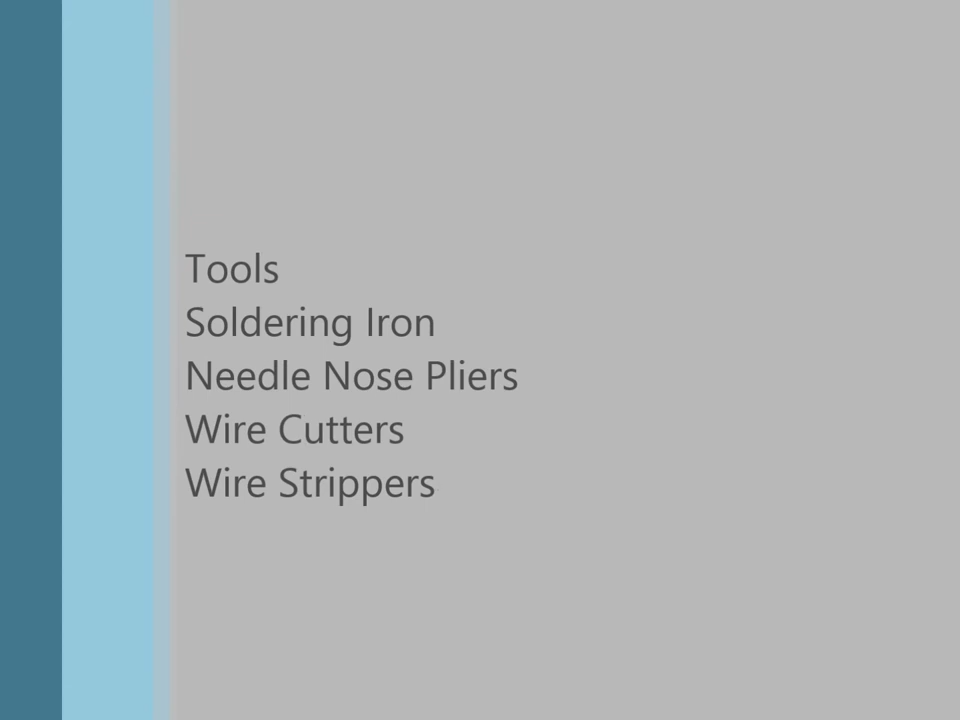 Tools
Soldering Iron
Needle Nose Pliers
Wire Cutters
Wire Strippers